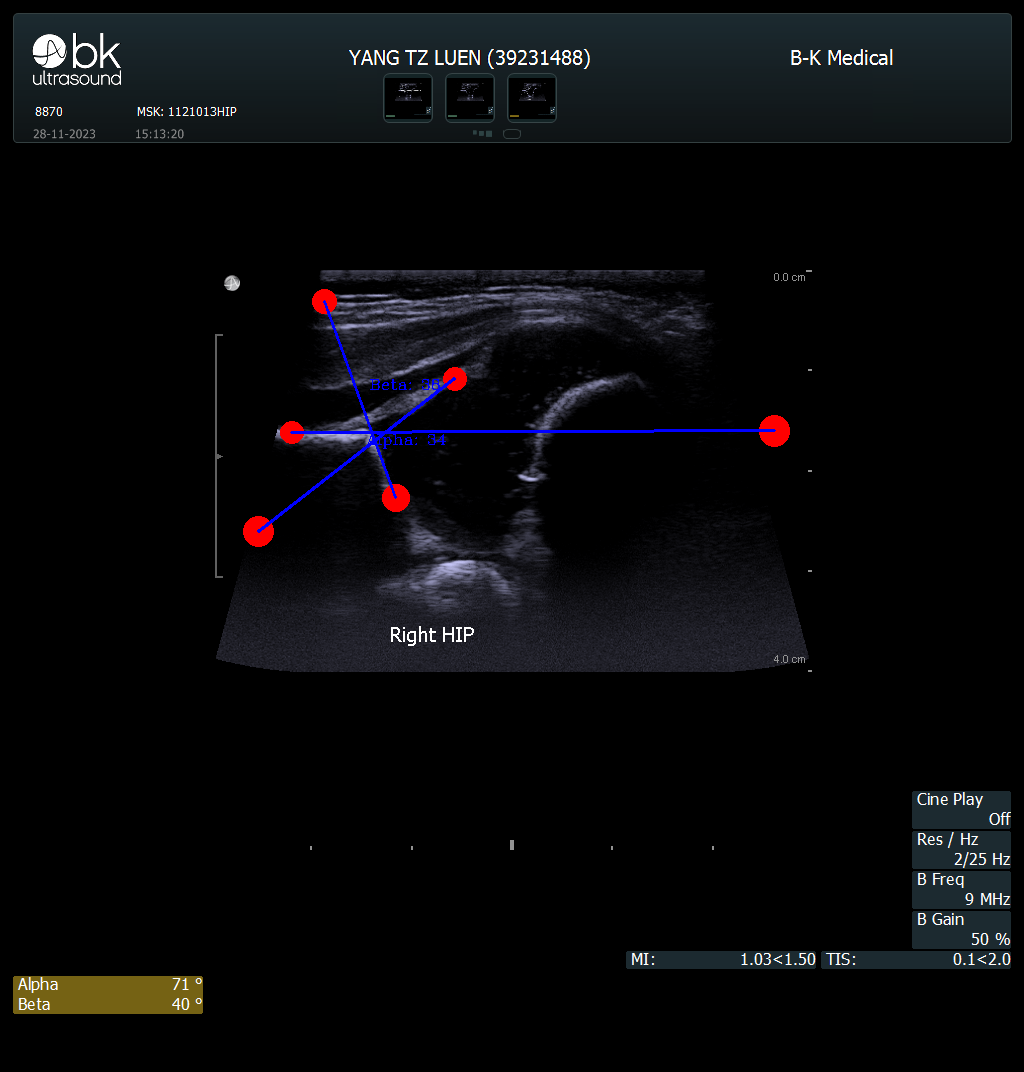 bk
ultrasound
YANG TZ LUEN (39231488)
B-K Medical
8870
MSK: 1121013HIP
28-11-2023
15:13:20
0.0 cm
Alpha: 34
Right HIP
4.0 cm
Cine Play
Off
Res / Hz
2/25 Hz
B Freq
9 MHz
B Gain
50 %
MI: 1.03<1.50
TIS: 0.1<2.0
Alpha 71 °
Beta 40 °